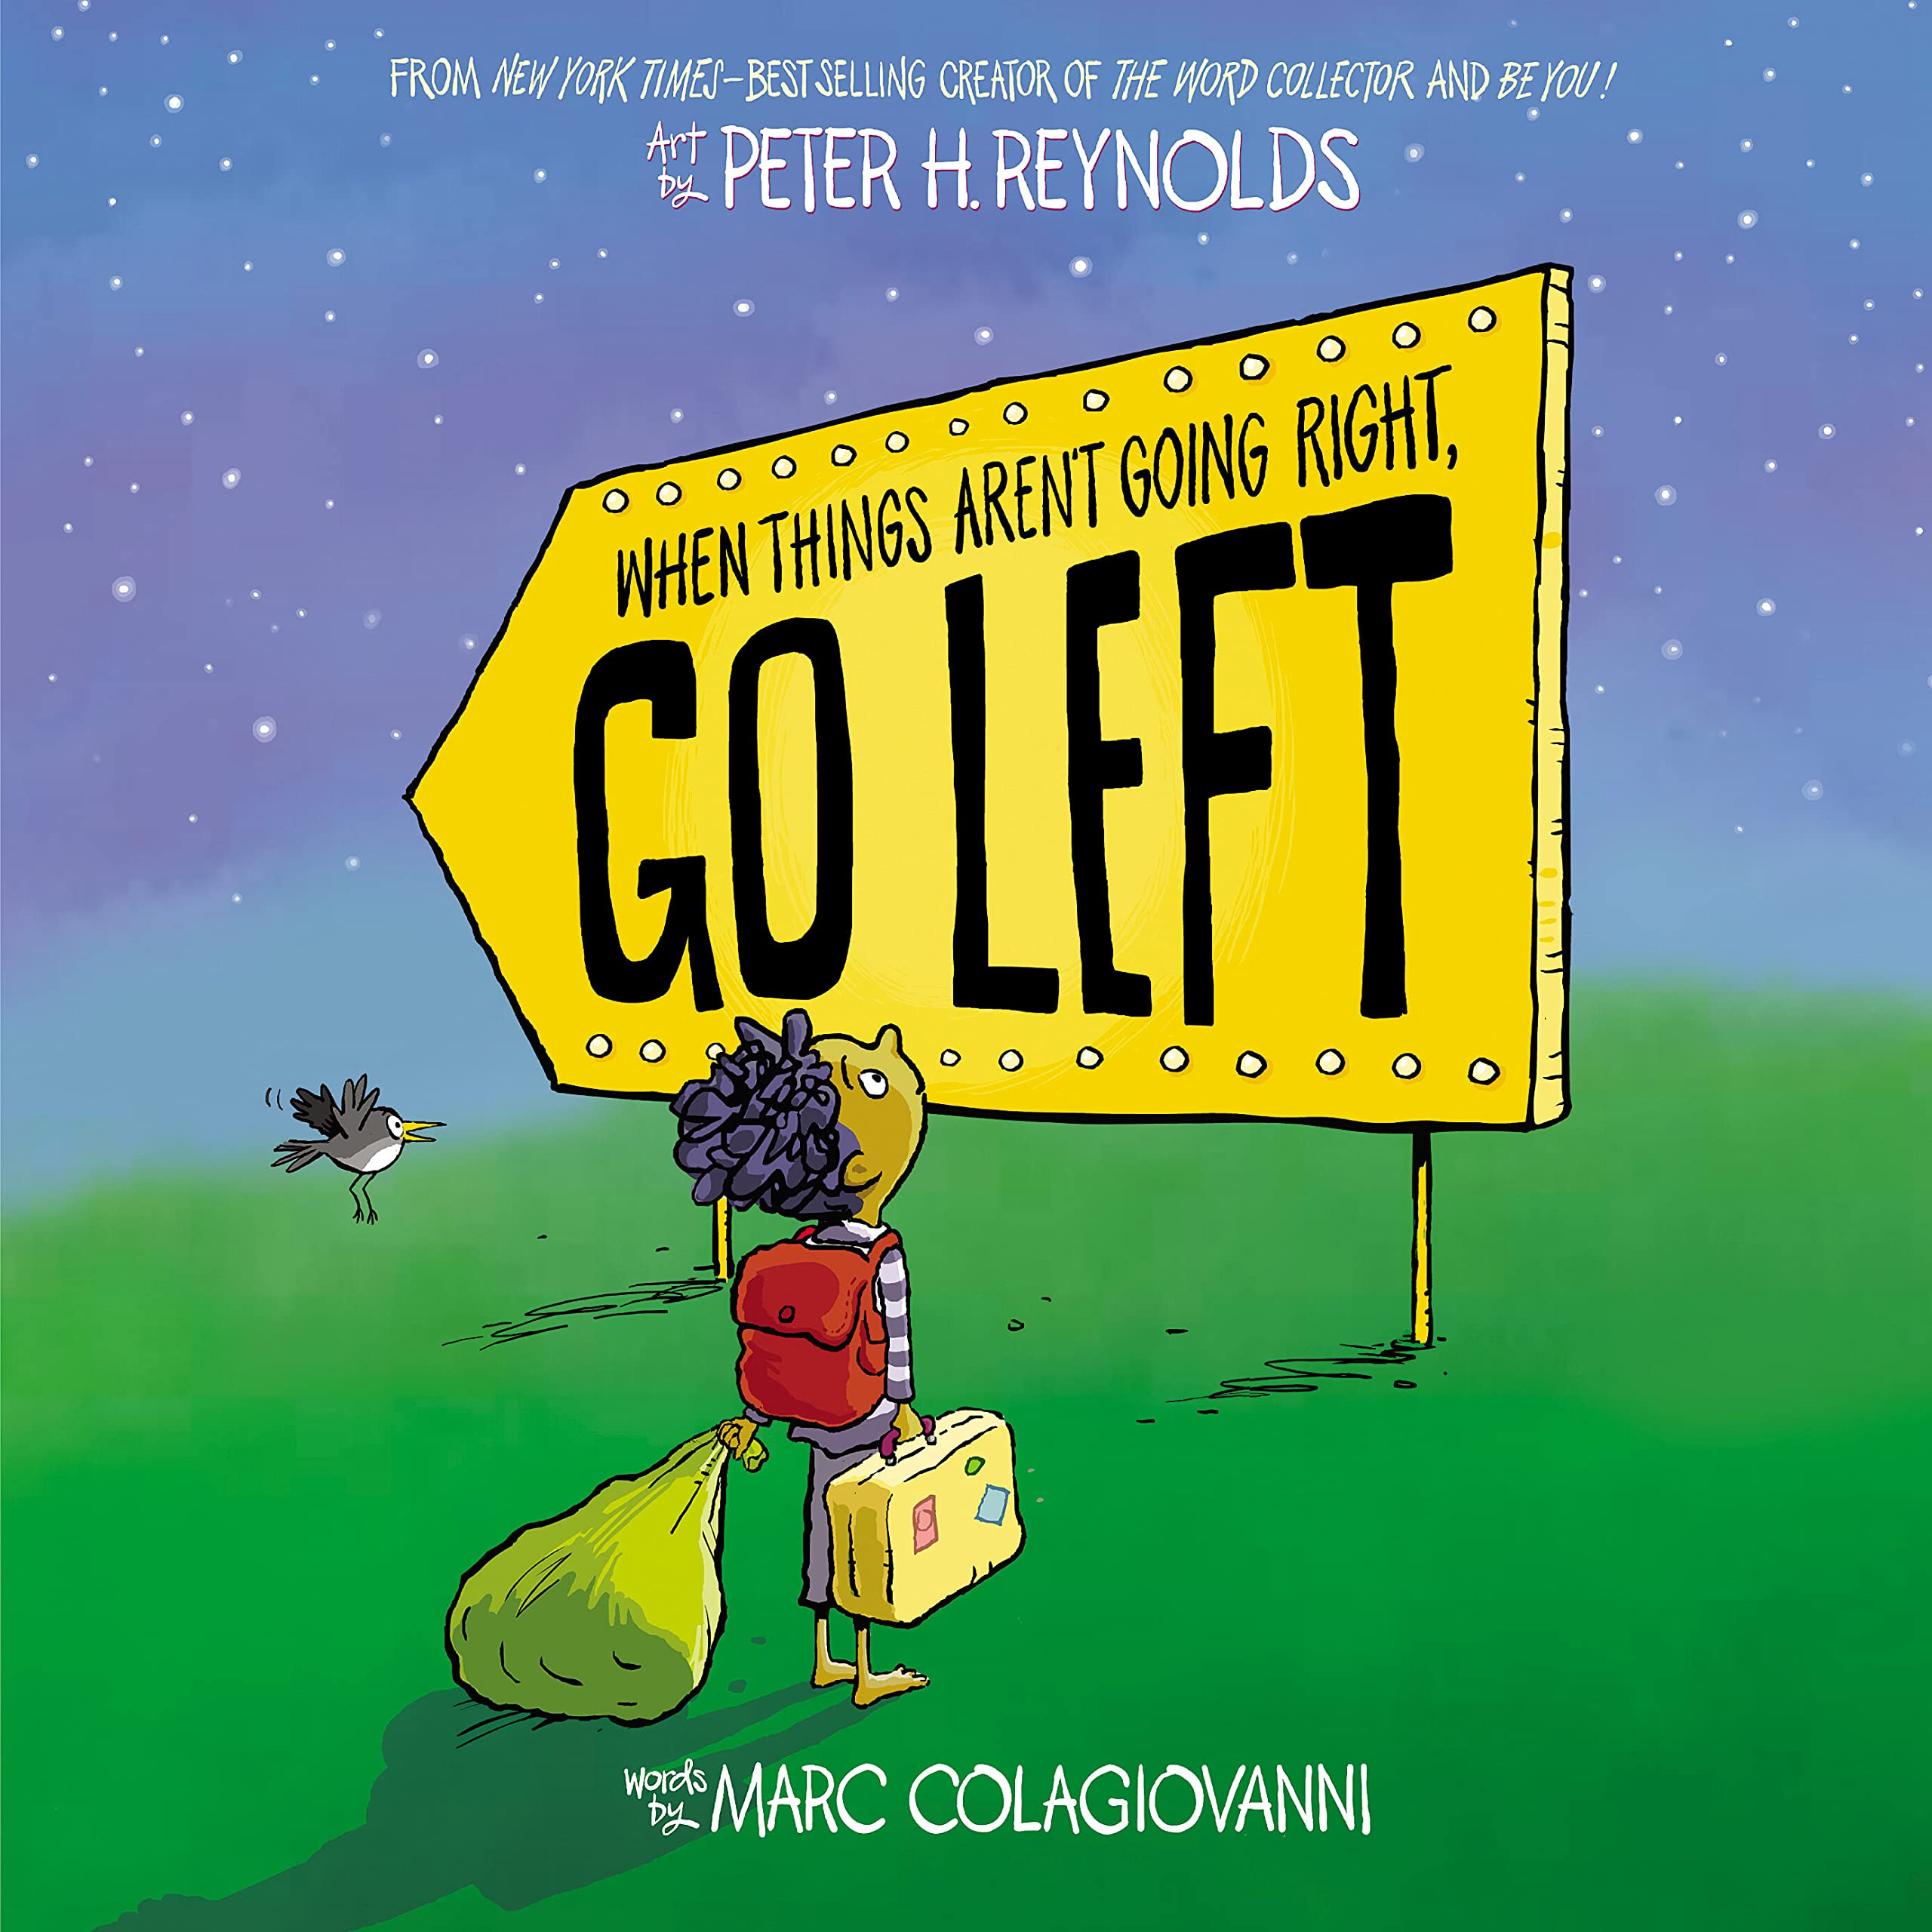 FROM NEW YORK TIMES–BESTSELLING CREATOR OF THE WORD COLLECTOR AND BE YOU!
Art by PETER H. REYNOLDS
WHEN THINGS AREN'T GOING RIGHT,
GO LEFT
words by MARC COLAGIOVANNI